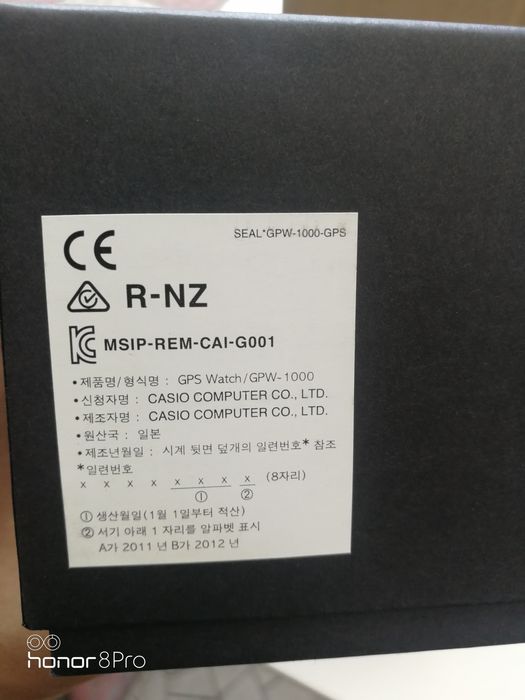 SEAL*GPW-1000-GPS
CE
R-NZ
MSIP-REM-CAI-G001
• 제품명/형식명 : GPS Watch/GPW-1000
• 신청자명 : CASIO COMPUTER CO., LTD.
• 제조자명 : CASIO COMPUTER CO., LTD.
• 원산국 : 일본
• 제조년월일 : 시계 뒷면 덮개의 일련번호* 참조
*일련번호
x x x x x x x x (8자리)
① ②
① 생산월일(1월 1일부터 적산)
② 서기 아래 1 자리를 알파벳 표시
A가 2011 년 B가 2012 년
honor 8 Pro